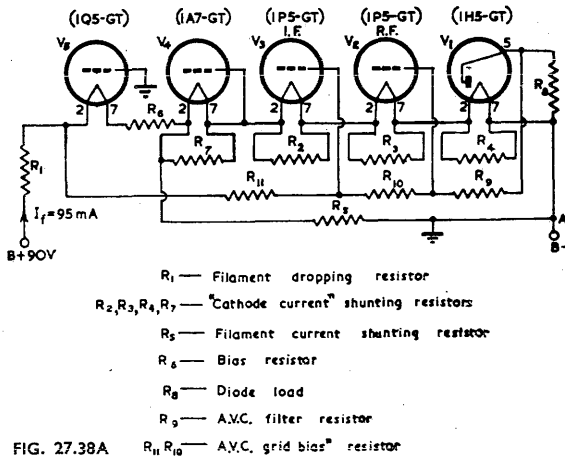 (1Q5-GT) (1A7-GT) (1P5-GT) (1P5-GT) (1H5-GT)
I.F. R.F.
V5 V4 V3 V2 V1
5
R8
2 7 2 7 2 7 2 7 2 7
R6
R7 R2 R3 R4
R1
R11 R10 R9
If=95mA
R5
A
B+90V
B-
R1 — Filament dropping resistor
R2,R3,R4,R7 — "Cathode current" shunting resistors
R5 — Filament current shunting resistor
R6 — Bias resistor
R8 — Diode load
R9 — A.V.C. filter resistor
FIG. 27.38A R11 R10 — A.V.C. grid bias" resistor